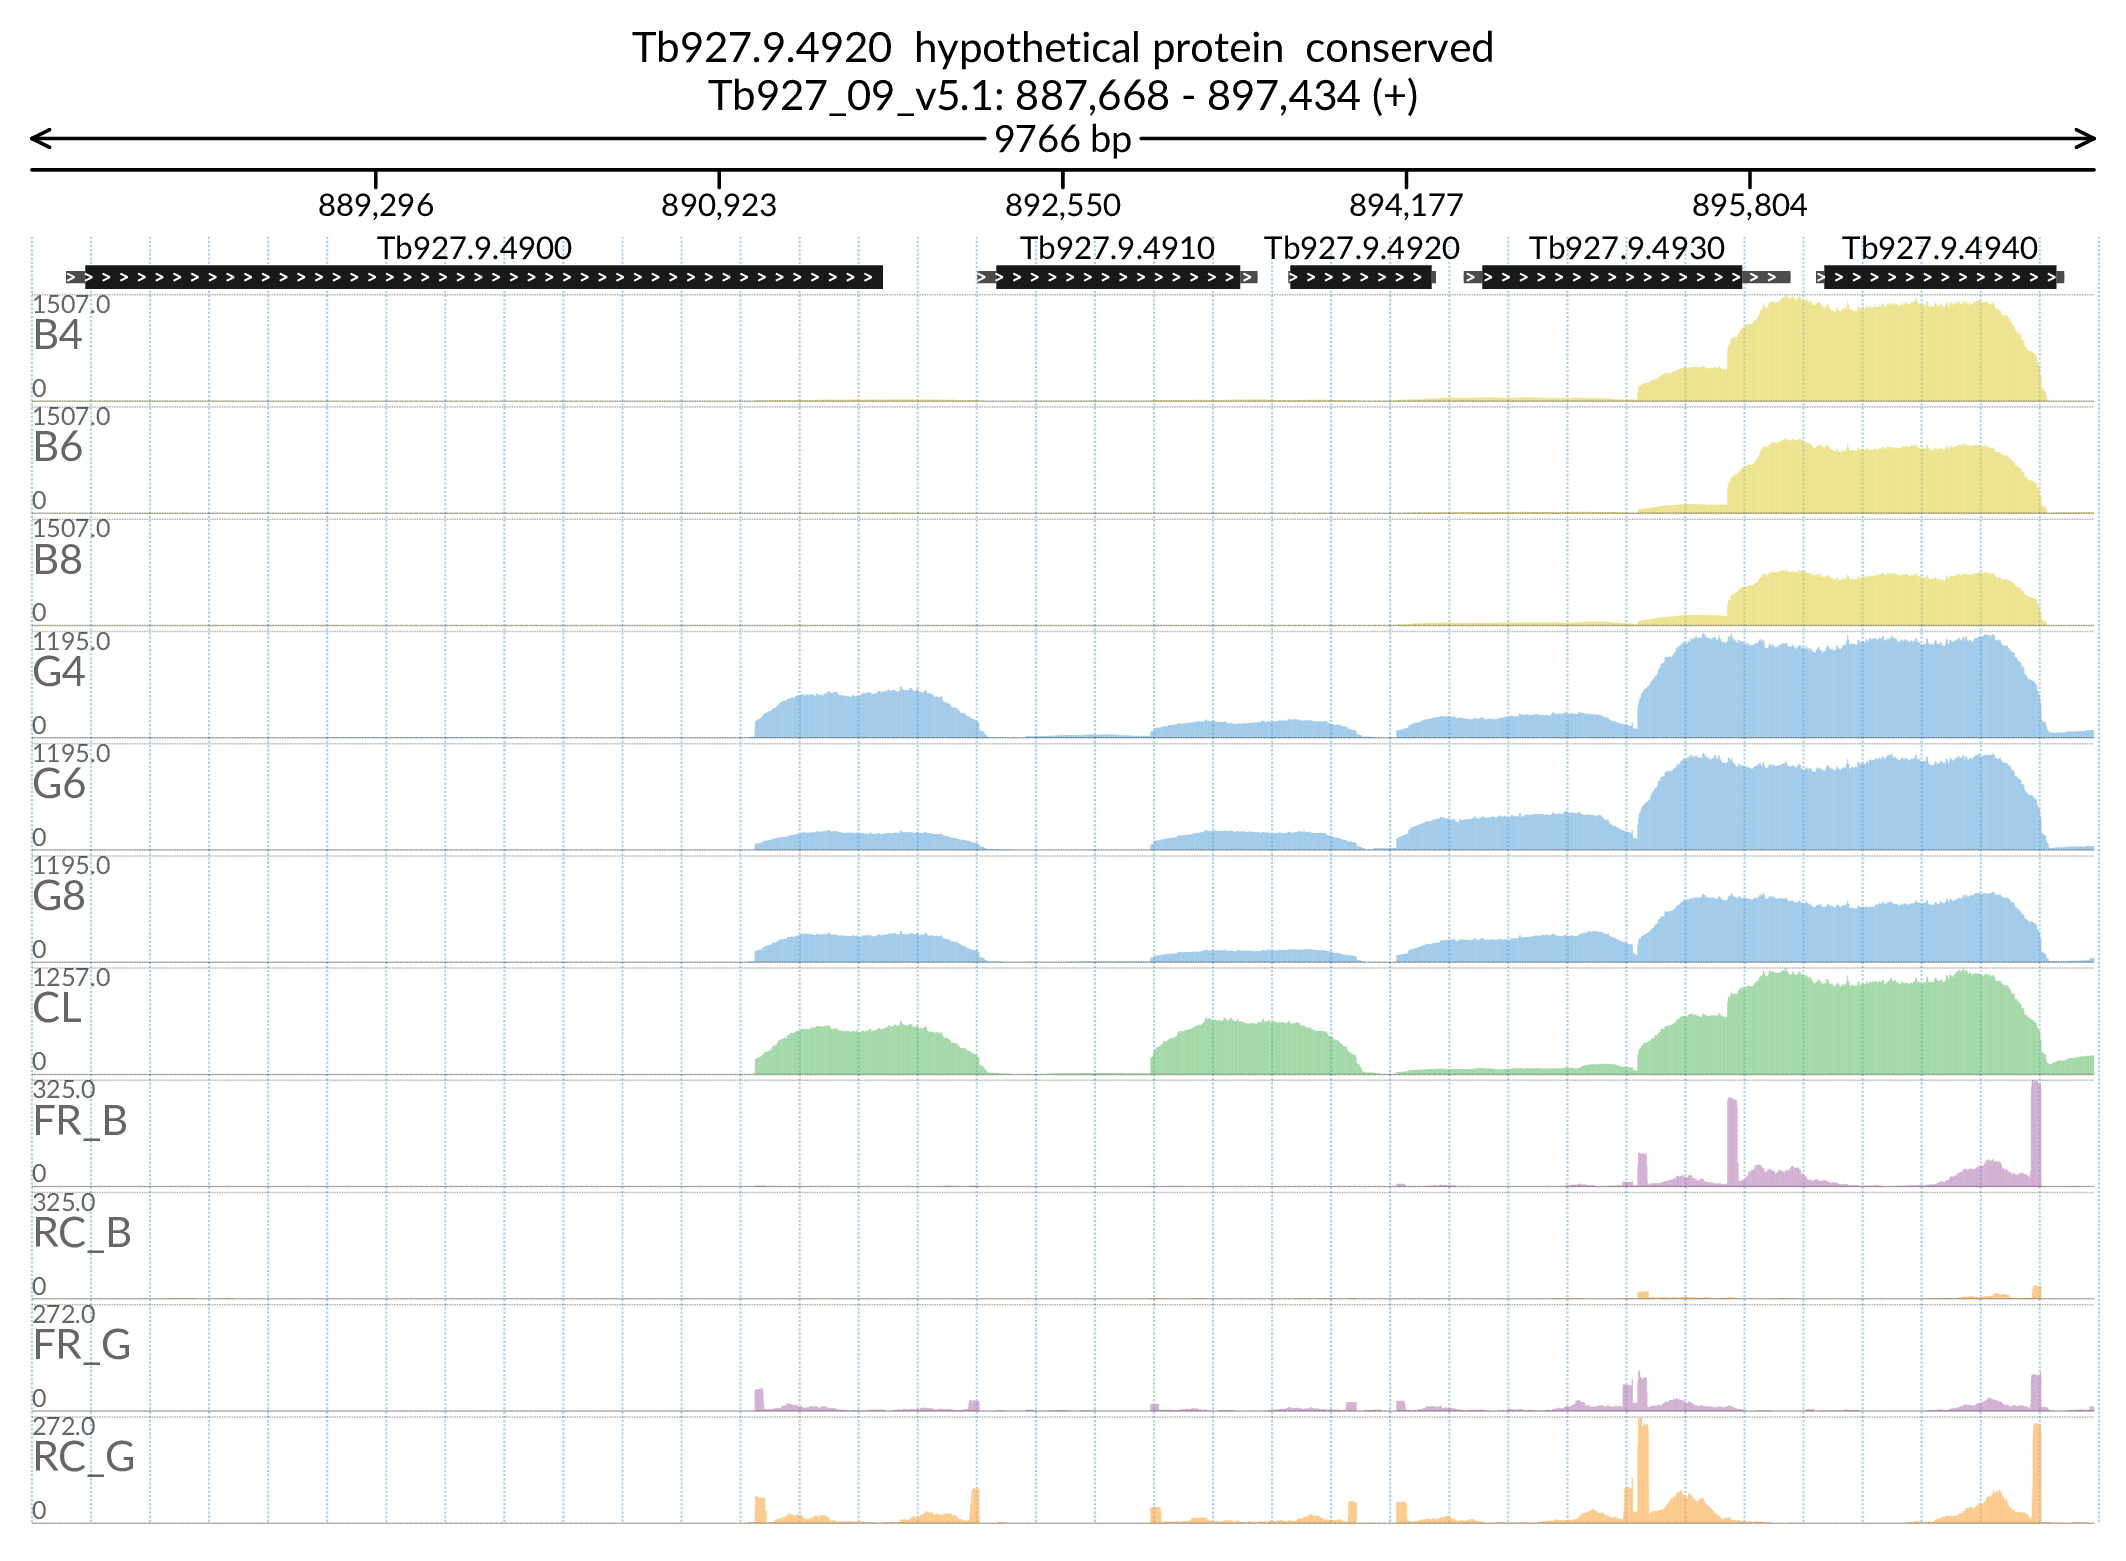 Tb927.9.4920  hypothetical protein  conserved
Tb927_09_v5.1: 887,668 - 897,434 (+)
9766 bp
889,296 890,923 892,550 894,177 895,804
Tb927.9.4900 Tb927.9.4910 Tb927.9.4920 Tb927.9.4930 Tb927.9.4940
1507.0
B4
0
1507.0
B6
0
1507.0
B8
0
1195.0
G4
0
1195.0
G6
0
1195.0
G8
0
1257.0
CL
0
325.0
FR_B
0
325.0
RC_B
0
272.0
FR_G
0
272.0
RC_G
0